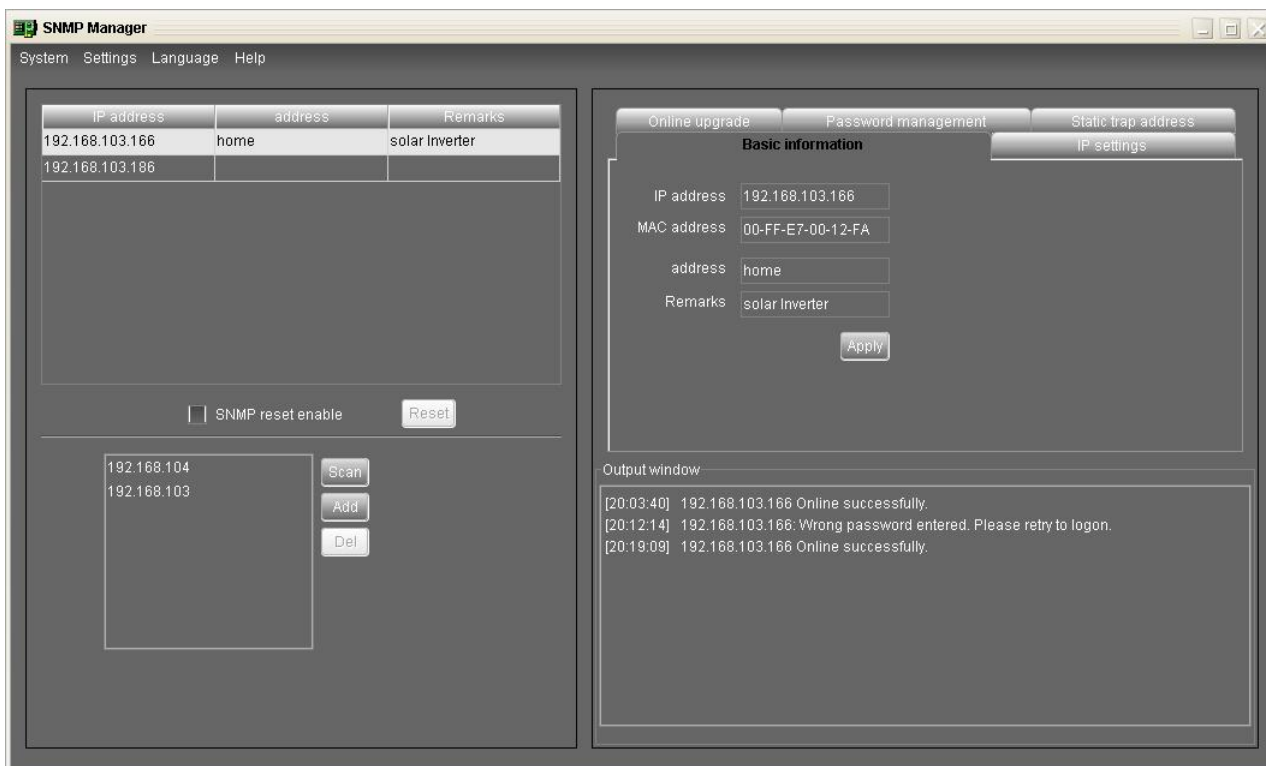 SNMP Manager
System Settings Language Help
IP address address Remarks
192.168.103.166 home solar Inverter
192.168.103.186
SNMP reset enable Reset
192.168.104
192.168.103
Scan
Add
Del
Online upgrade Password management Static trap address
Basic information IP settings
IP address 192.168.103.166
MAC address 00-FF-E7-00-12-FA
address home
Remarks solar Inverter
Apply
Output window
[20:03:40] 192.168.103.166 Online successfully.
[20:12:14] 192.168.103.166: Wrong password entered. Please retry to logon.
[20:19:09] 192.168.103.166 Online successfully.